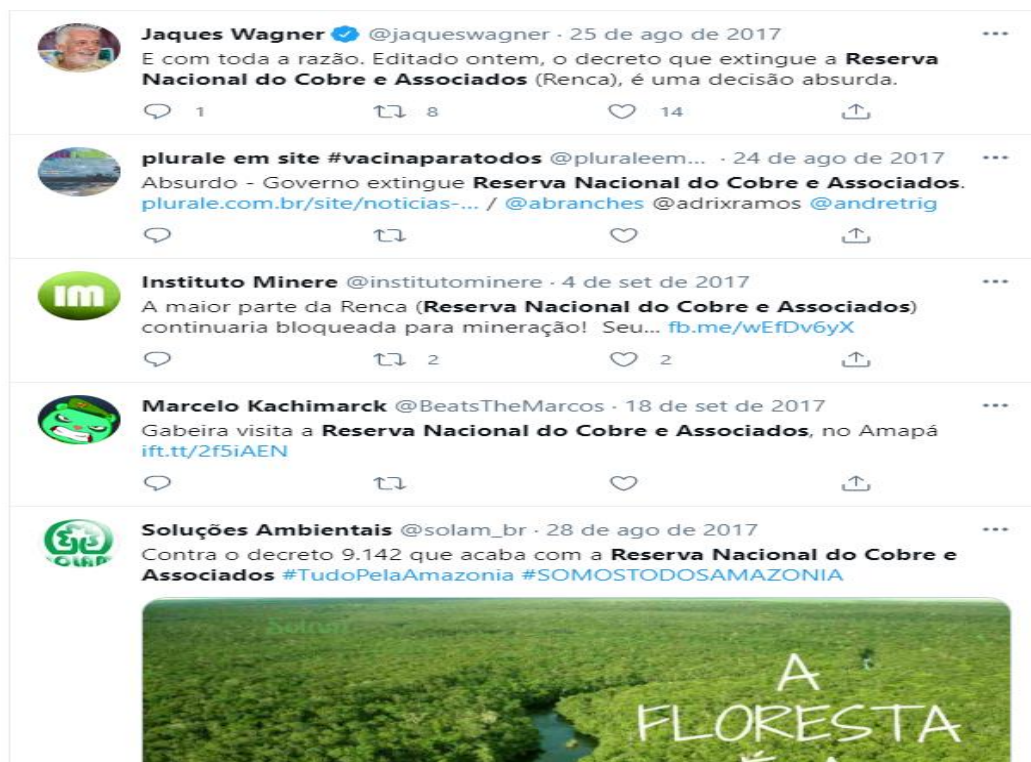 Jaques Wagner @jaqueswagner · 25 de ago de 2017
E com toda a razão. Editado ontem, o decreto que extingue a Reserva
Nacional do Cobre e Associados (Renca), é uma decisão absurda.
1 8 14
plurale em site #vacinaparatodos @pluraleem... · 24 de ago de 2017
Absurdo - Governo extingue Reserva Nacional do Cobre e Associados.
plurale.com.br/site/noticias-... / @abranches @adrixramos @andretrig
IM
Instituto Minere @institutominere · 4 de set de 2017
A maior parte da Renca (Reserva Nacional do Cobre e Associados)
continuaria bloqueada para mineração! Seu... fb.me/wEfDv6yX
2 2
Marcelo Kachimarck @BeatsTheMarcos · 18 de set de 2017
Gabeira visita a Reserva Nacional do Cobre e Associados, no Amapá
ift.tt/2f5iAEN
Soluções Ambientais @solam_br · 28 de ago de 2017
Contra o decreto 9.142 que acaba com a Reserva Nacional do Cobre e
Associados #TudoPelaAmazonia #SOMOSTODOSAMAZONIA
Solam
A
FLORESTA